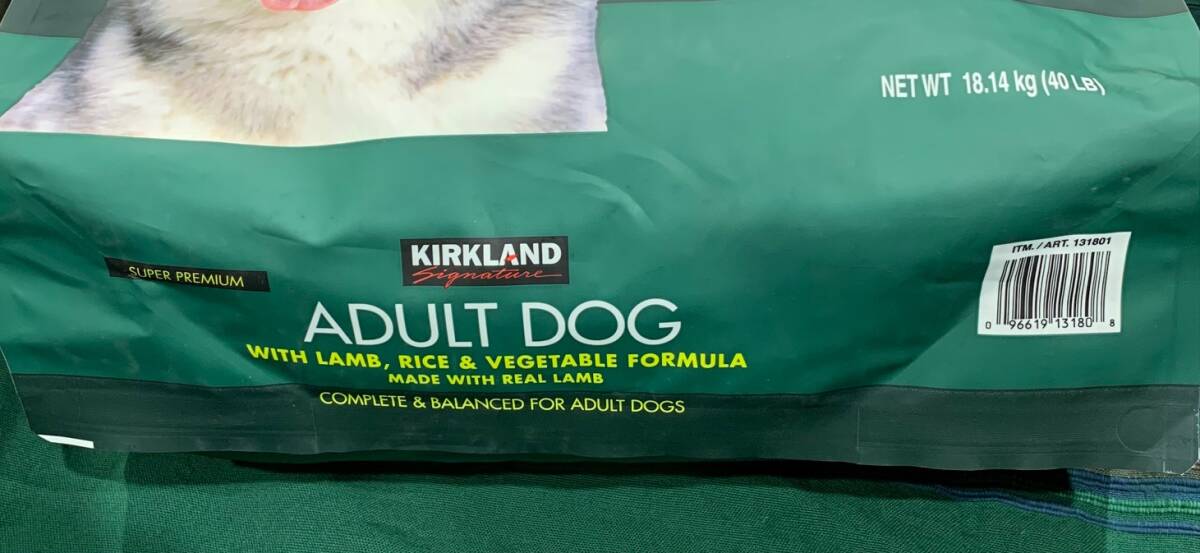 NET WT 18.14 kg (40 LB)
ITM. / ART. 131801
KIRKLAND
Signature
SUPER PREMIUM
ADULT DOG
WITH LAMB, RICE & VEGETABLE FORMULA
MADE WITH REAL LAMB
COMPLETE & BALANCED FOR ADULT DOGS
0 96619 13180 8